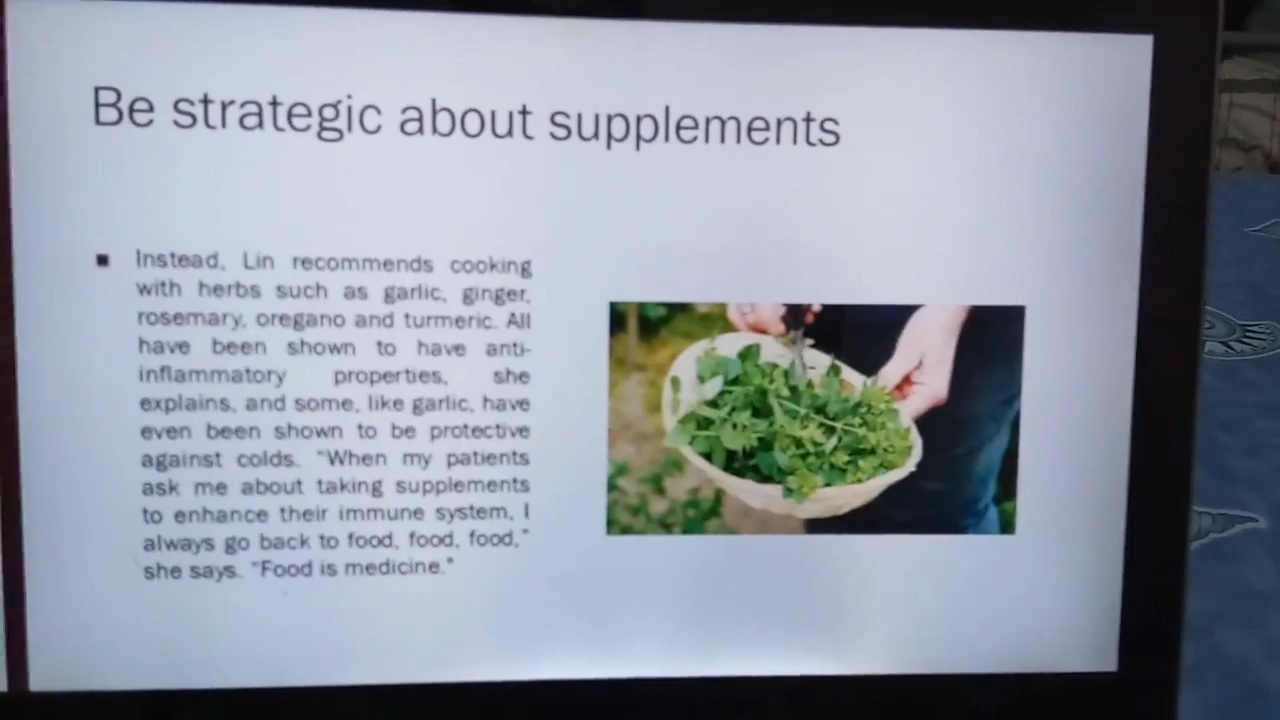 Be strategic about supplements
Instead, Lin recommends cooking
with herbs such as garlic, ginger,
rosemary, oregano and turmeric. All
have been shown to have anti-
inflammatory properties, she
explains, and some, like garlic, have
even been shown to be protective
against colds. "When my patients
ask me about taking supplements
to enhance their immune system, I
always go back to food, food, food,"
she says. "Food is medicine."